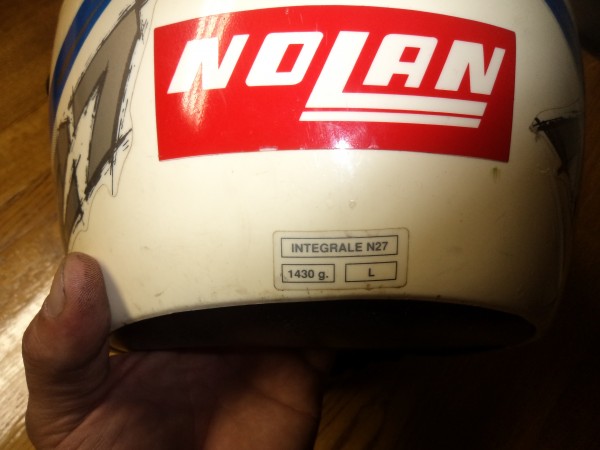 NOLAN
INTEGRALE N27
1430 g. L